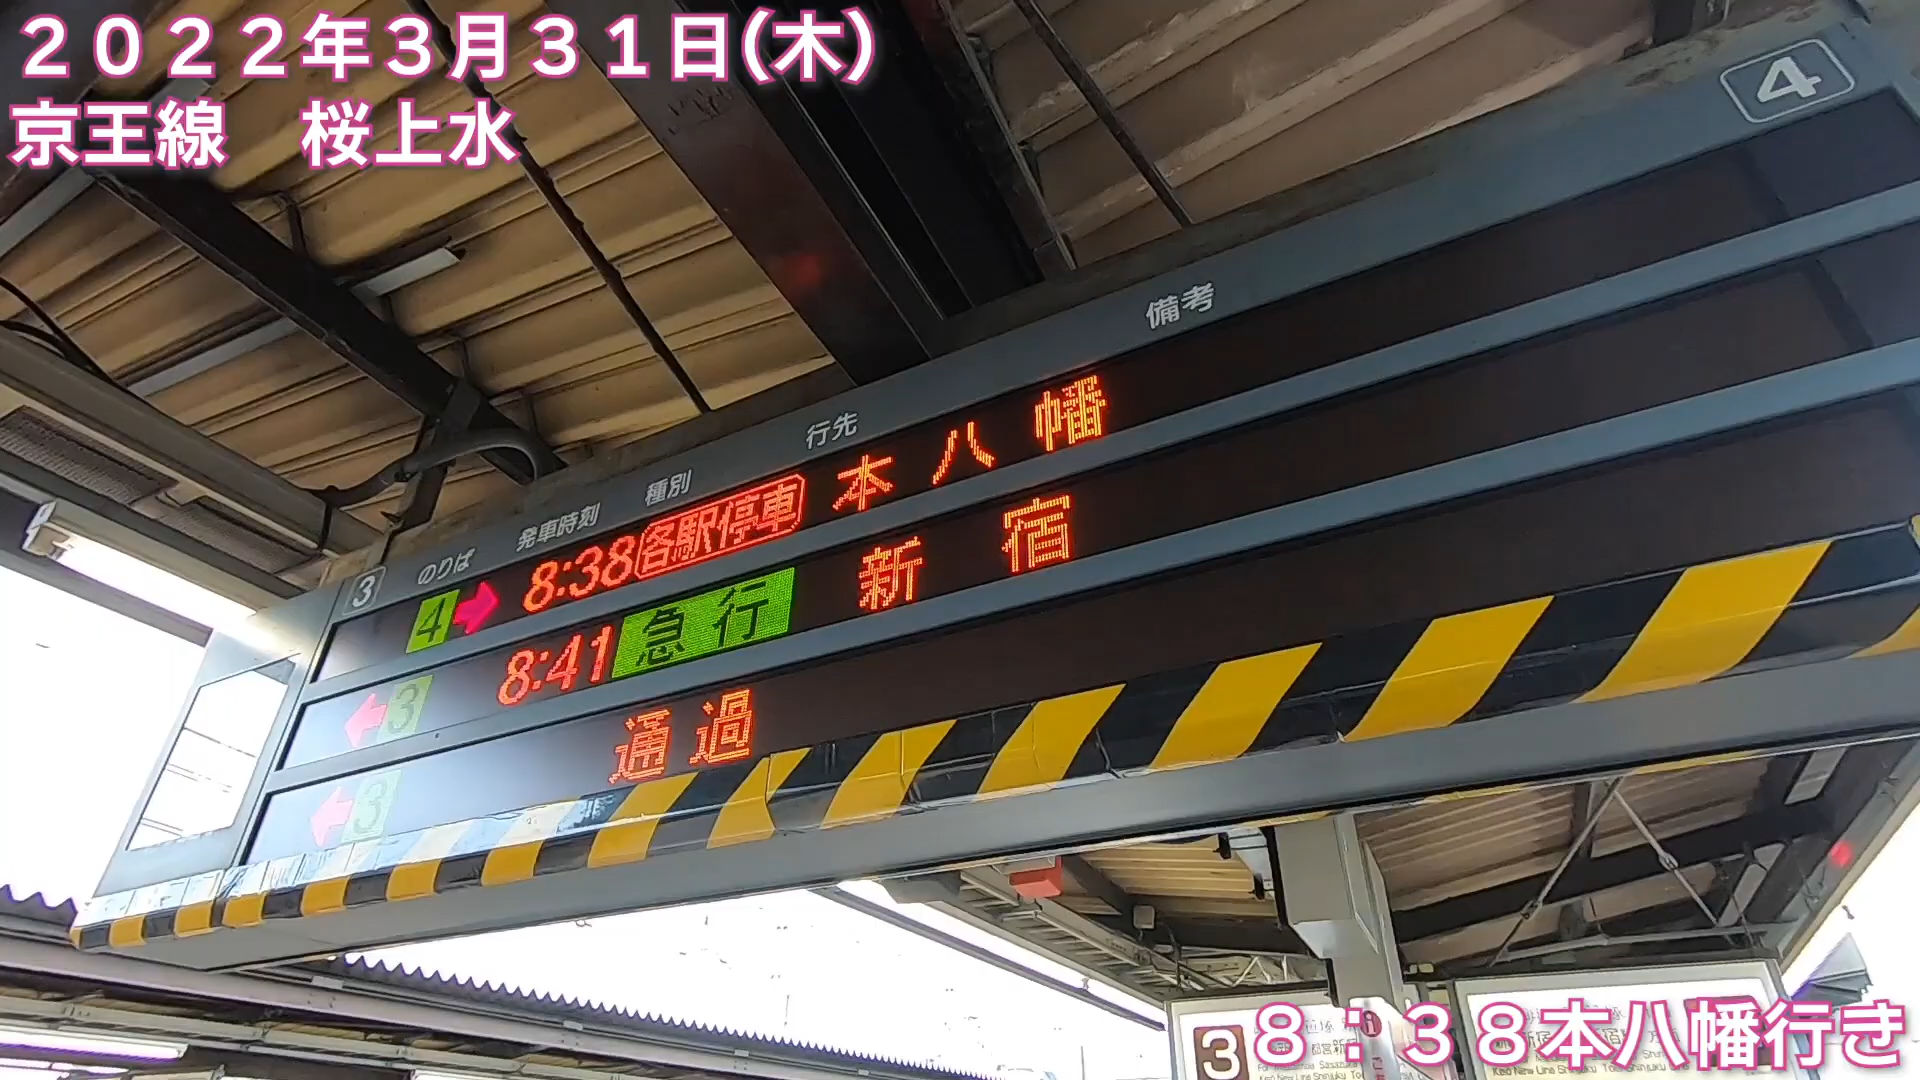 2022年3月31日(木)
京王線　桜上水
4
備考
行先
種別
発車時刻
のりば
3
4 → 8:38 各駅停車 本八幡
← 3 8:41 急行 新宿
← 3 通過
3
8:38本八幡行き